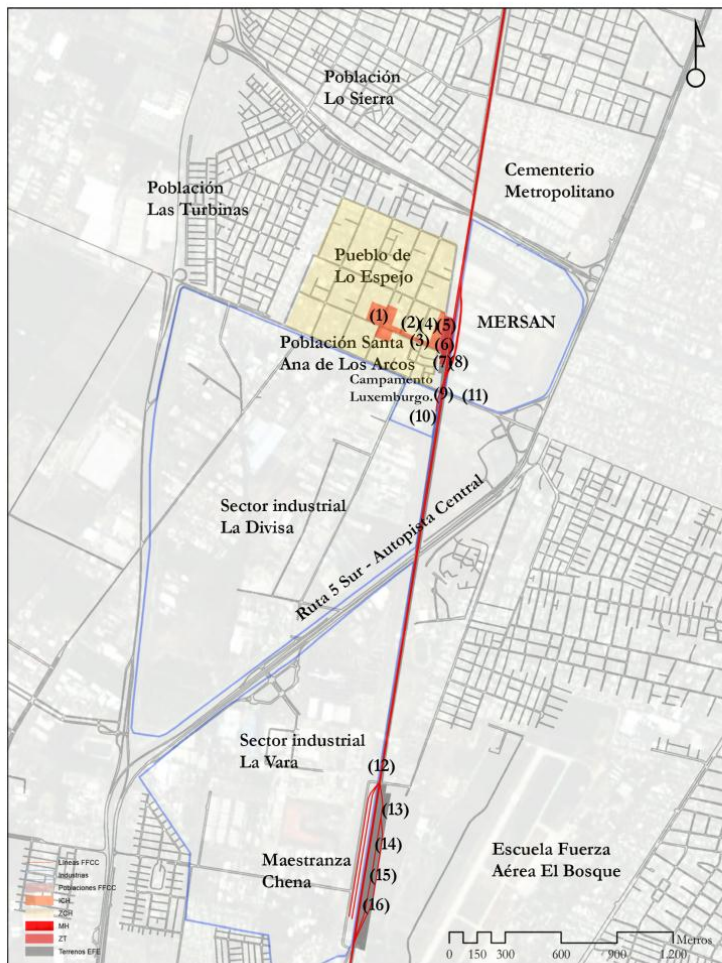 Población
Lo Sierra
Cementerio
Metropolitano
Población
Las Turbinas
Pueblo de
Lo Espejo
(1)
(2)
(4)
(5)
MERSAN
Población Santa
(3)
(6)
Ana de Los Arcos
(7)
(8)
Campamento
Luxemburgo.
(9)
(11)
(10)
Sector industrial
La Divisa
Ruta 5 Sur - Autopista Central
Sector industrial
La Vara
(12)
(13)
(14)
Maestranza
Chena
(15)
(16)
Escuela Fuerza
Aérea El Bosque
Líneas FFCC
Industrias
Poblaciones FFCC
ICH
ZCH
MH
ZT
Terrenos EFE
Metros
0 150 300 600 900 1.200